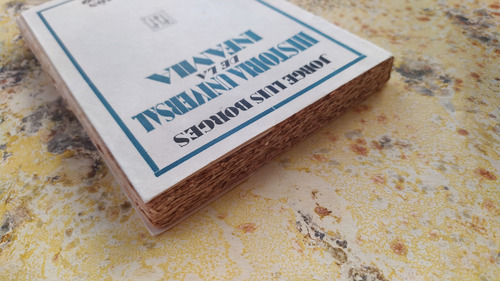 JORGE LUIS BORGES
HISTORIA UNIVERSAL
DE LA
INFAMIA